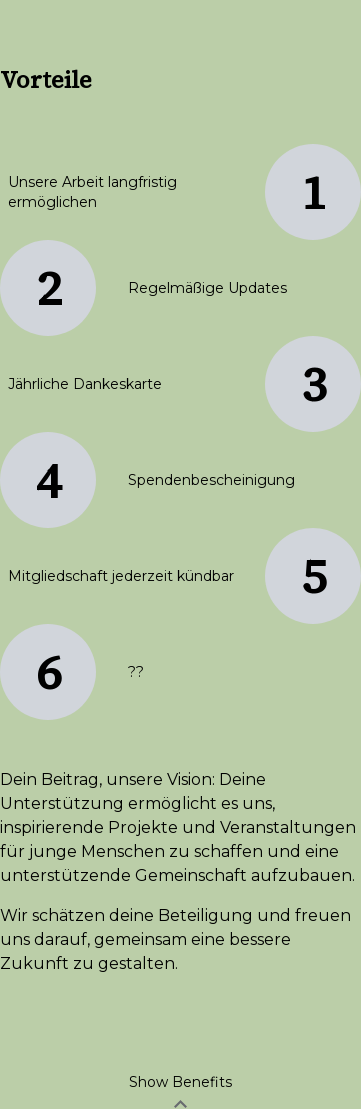 Vorteile
Unsere Arbeit langfristig
ermöglichen
1
2
Regelmäßige Updates
Jährliche Dankeskarte
3
4
Spendenbescheinigung
Mitgliedschaft jederzeit kündbar
5
6
??
Dein Beitrag, unsere Vision: Deine
Unterstützung ermöglicht es uns,
inspirierende Projekte und Veranstaltungen
für junge Menschen zu schaffen und eine
unterstützende Gemeinschaft aufzubauen.
Wir schätzen deine Beteiligung und freuen
uns darauf, gemeinsam eine bessere
Zukunft zu gestalten.
Show Benefits